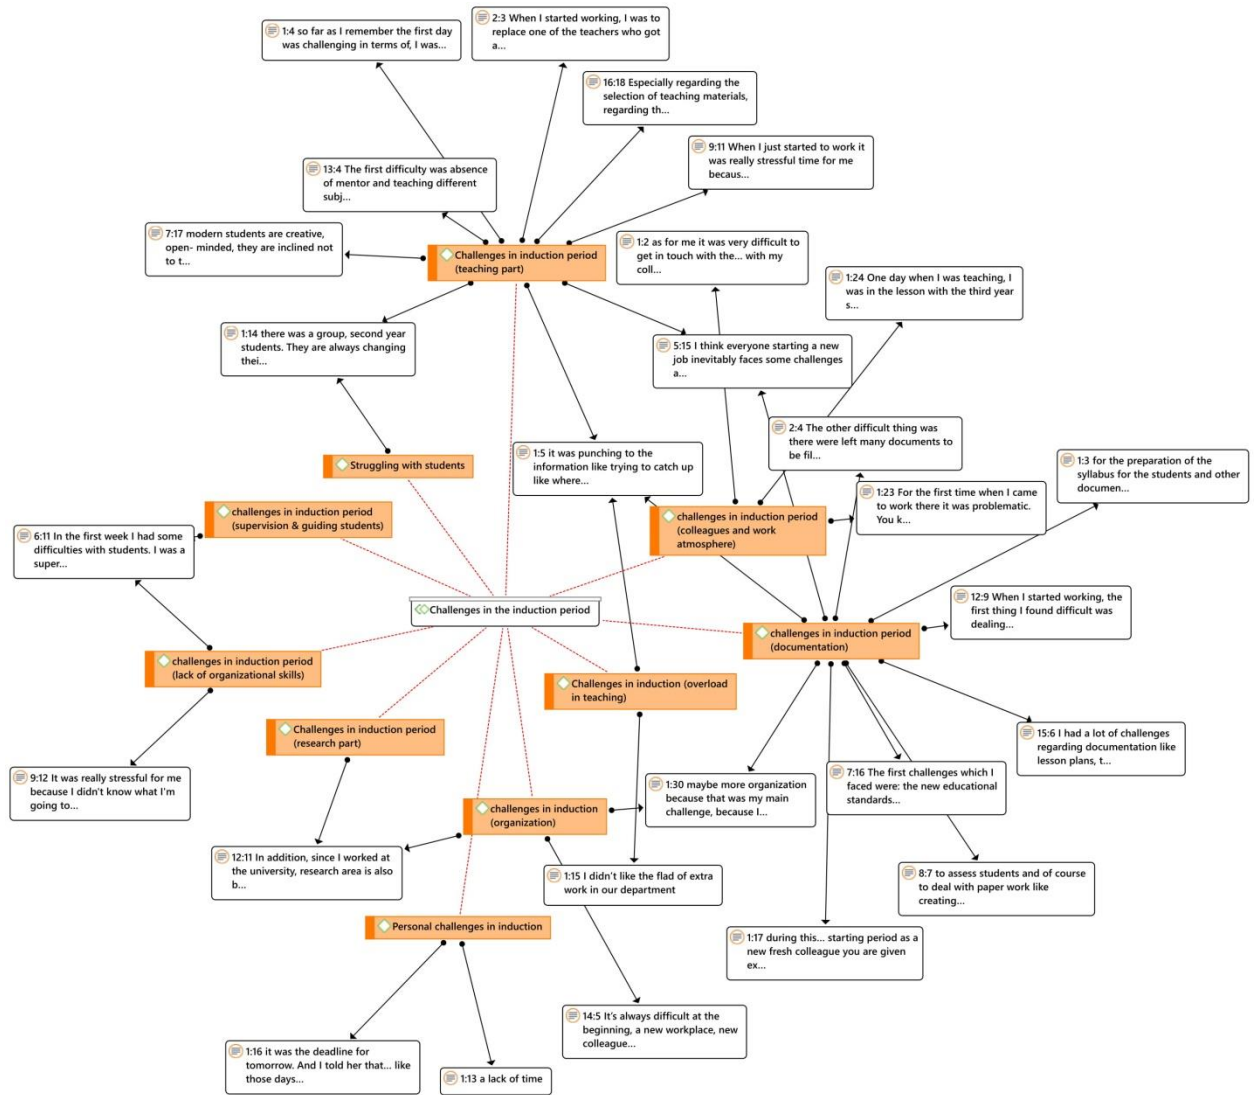 1:4 so far as I remember the first day
was challenging in terms of, I was...
2:3 When I started working, I was to
replace one of the teachers who got
a...
16:18 Especially regarding the
selection of teaching materials,
regarding th...
9:11 When I just started to work it
was really stressful time for me
becaus...
13:4 The first difficulty was absence
of mentor and teaching different
subj...
7:17 modern students are creative,
open- minded, they are inclined not
to t...
Challenges in induction period
(teaching part)
1:2 as for me it was very difficult to
get in touch with the... with my
coll...
1:24 One day when I was teaching, I
was in the lesson with the third year
s...
1:14 there was a group, second year
students. They are always changing
thei...
5:15 I think everyone starting a new
job inevitably faces some challenges
a...
2:4 The other difficult thing was
there were left many documents to
be fil...
Struggling with students
1:5 it was punching to the
information like trying to catch up
like where...
1:3 for the preparation of the
syllabus for the students and other
documen...
1:23 For the first time when I came
to work there it was problematic.
You k...
challenges in induction period
(supervision & guiding students)
challenges in induction period
(colleagues and work
atmosphere)
6:11 In the first week I had some
difficulties with students. I was a
super...
Challenges in the induction period
12:9 When I started working, the
first thing I found difficult was
dealing...
challenges in induction period
(documentation)
challenges in induction period
(lack of organizational skills)
Challenges in induction (overload
in teaching)
Challenges in induction period
(research part)
15:6 I had a lot of challenges
regarding documentation like
lesson plans, t...
9:12 It was really stressful for me
because I didn't know what I'm
going to...
1:30 maybe more organization
because that was my main
challenge, because I...
7:16 The first challenges which I
faced were: the new educational
standards...
challenges in induction
(organization)
12:11 In addition, since I worked at
the university, research area is also
b...
1:15 I didn't like the flad of extra
work in our department
8:7 to assess students and of course
to deal with paper work like
creating...
Personal challenges in induction
1:17 during this... starting period as a
new fresh colleague you are given
ex...
14:5 It's always difficult at the
beginning, a new workplace, new
colleague...
1:16 it was the deadline for
tomorrow. And I told her that... like
those days...
1:13 a lack of time